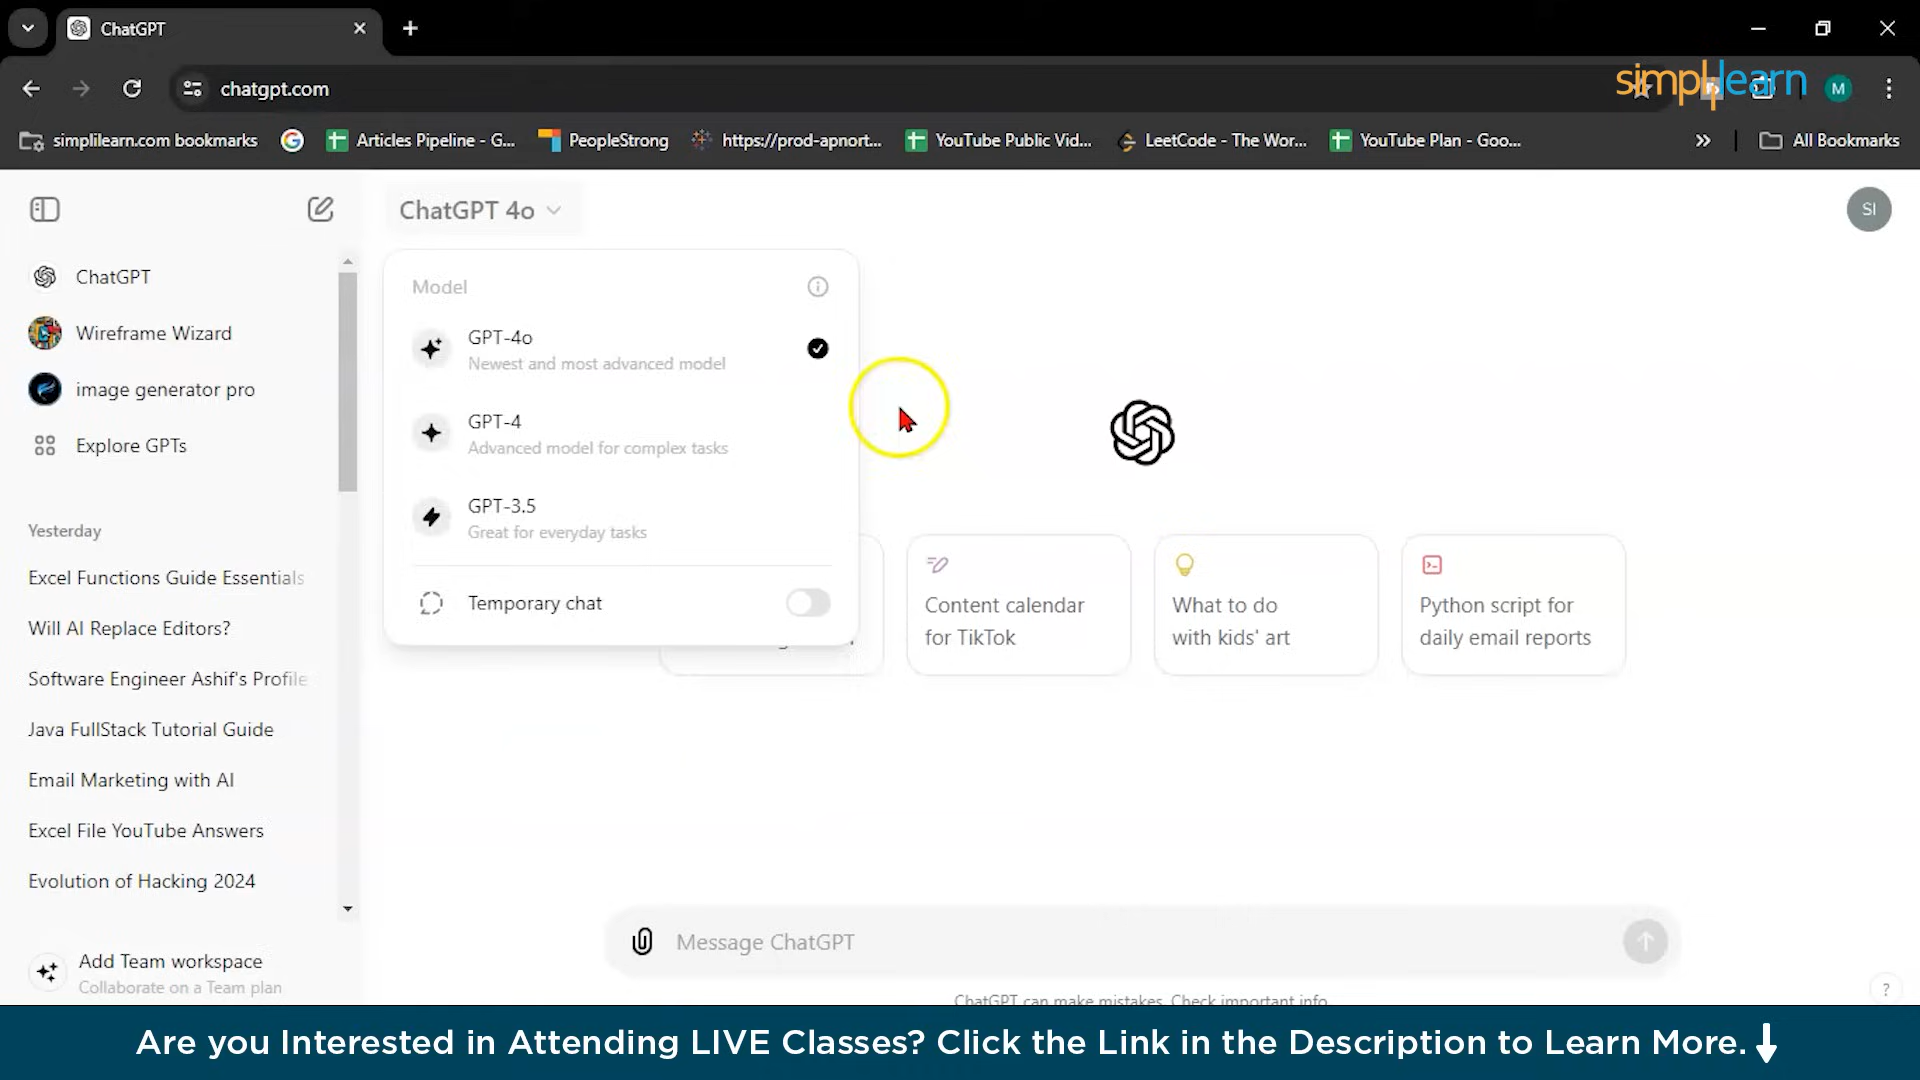 ChatGPT
chatgpt.com
simplilearn
M
simplilearn.com bookmarks
Articles Pipeline - G...
PeopleStrong
https://prod-apnort...
YouTube Public Vid...
LeetCode - The Wor...
YouTube Plan - Goo...
All Bookmarks
ChatGPT 4o
SI
ChatGPT
Wireframe Wizard
image generator pro
Explore GPTs
Yesterday
Excel Functions Guide Essentials
Will AI Replace Editors?
Software Engineer Ashif's Profile
Java FullStack Tutorial Guide
Email Marketing with AI
Excel File YouTube Answers
Evolution of Hacking 2024
Add Team workspace
Collaborate on a Team plan
Model
GPT-4o
Newest and most advanced model
GPT-4
Advanced model for complex tasks
GPT-3.5
Great for everyday tasks
Temporary chat
Content calendar
for TikTok
What to do
with kids' art
Python script for
daily email reports
Message ChatGPT
ChatGPT can make mistakes. Check important info.
?
Are you Interested in Attending LIVE Classes? Click the Link in the Description to Learn More.